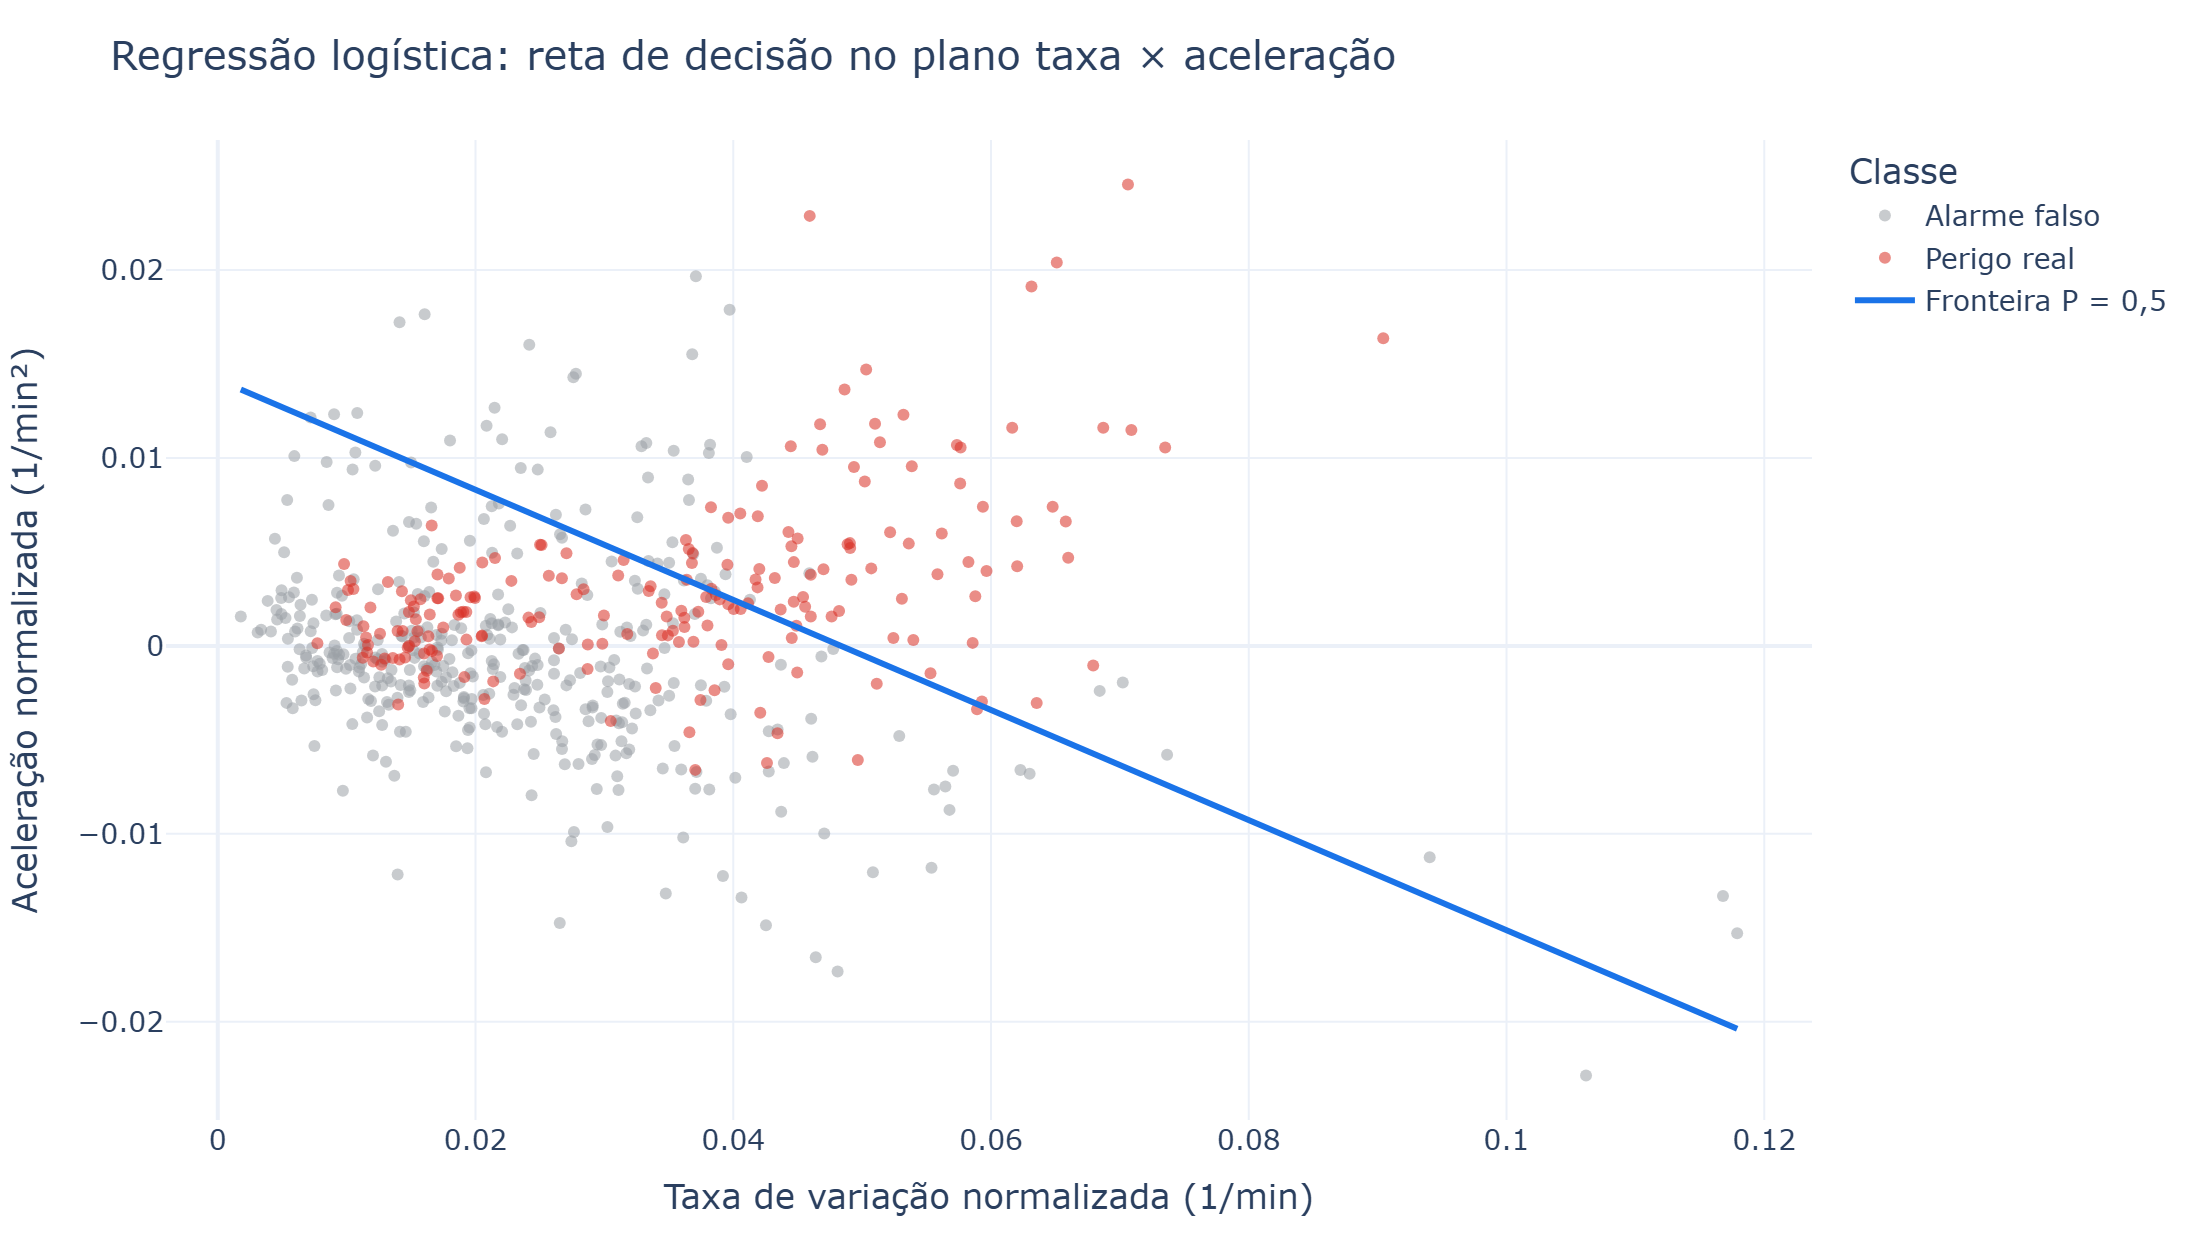 Regressão logística: reta de decisão no plano taxa × aceleração
Classe
Alarme falso
Perigo real
Fronteira P = 0,5
Aceleração normalizada (1/min²)
0.02
0.01
0
−0.01
−0.02
0
0.02
0.04
0.06
0.08
0.1
0.12
Taxa de variação normalizada (1/min)